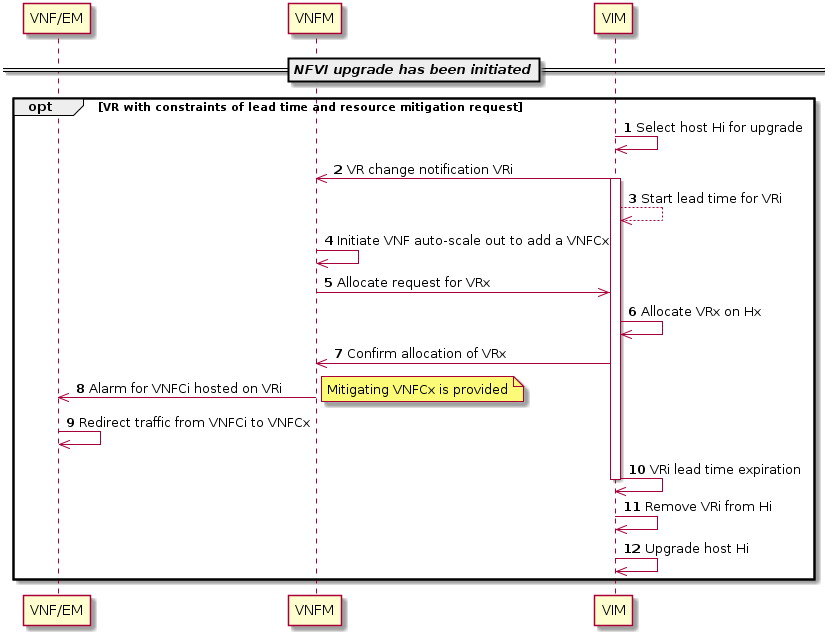 VNF/EM VNFM VIM
NFVI upgrade has been initiated
opt [VR with constraints of lead time and resource mitigation request]
1 Select host Hi for upgrade
2 VR change notification VRi
3 Start lead time for VRi
4 Initiate VNF auto-scale out to add a VNFCx
5 Allocate request for VRx
6 Allocate VRx on Hx
7 Confirm allocation of VRx
8 Alarm for VNFCi hosted on VRi
Mitigating VNFCx is provided
9 Redirect traffic from VNFCi to VNFCx
10 VRi lead time expiration
11 Remove VRi from Hi
12 Upgrade host Hi
VNF/EM VNFM VIM